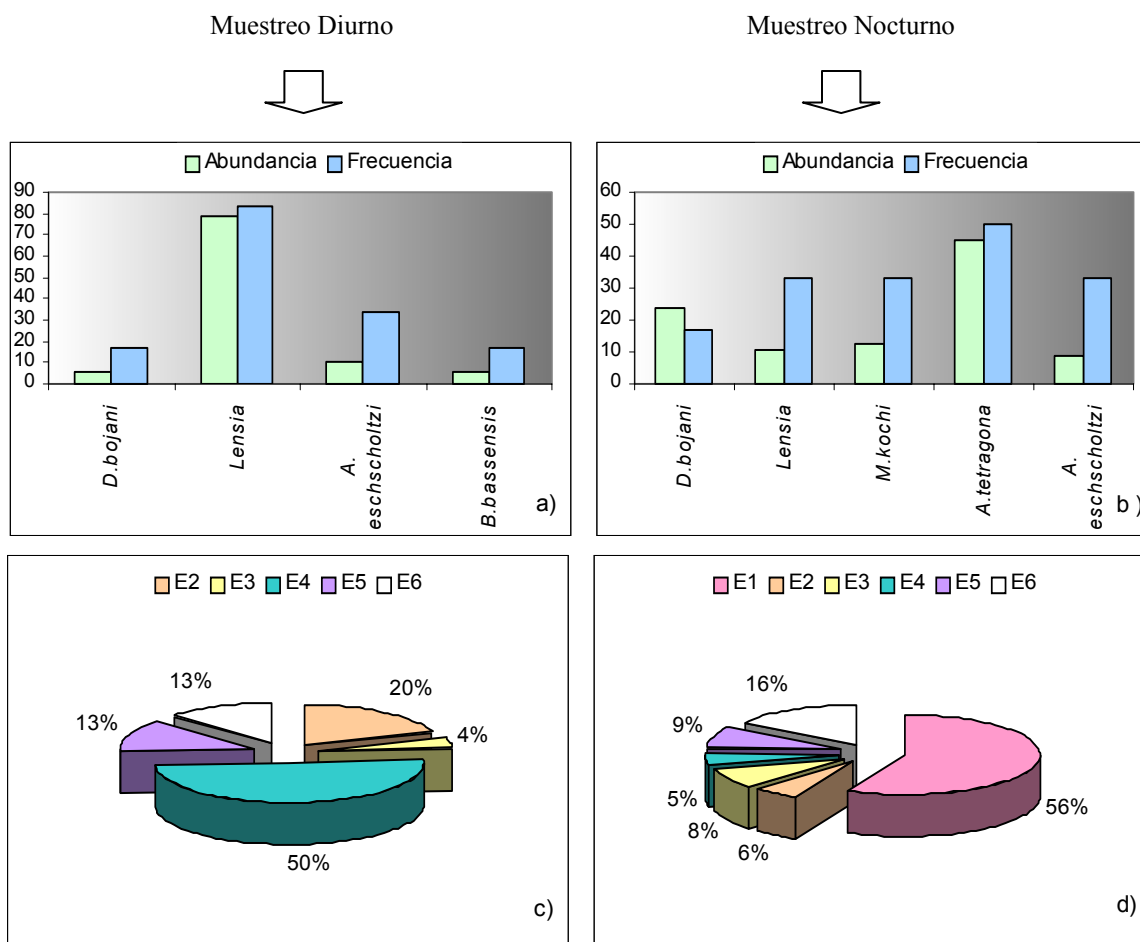 Muestreo Diurno
Muestreo Nocturno
Abundancia Frecuencia
90
80
70
60
50
40
30
20
10
0
D.bojani
Lensia
A.
eschscholtzi
B.bassensis
a)
Abundancia Frecuencia
60
50
40
30
20
10
0
D.bojani
Lensia
M.kochi
A.tetragona
A.
eschscholtzi
b )
E2 E3 E4 E5 E6
13%
20%
13%
4%
50%
c)
E1 E2 E3 E4 E5 E6
16%
9%
5%
8%
6%
56%
d)